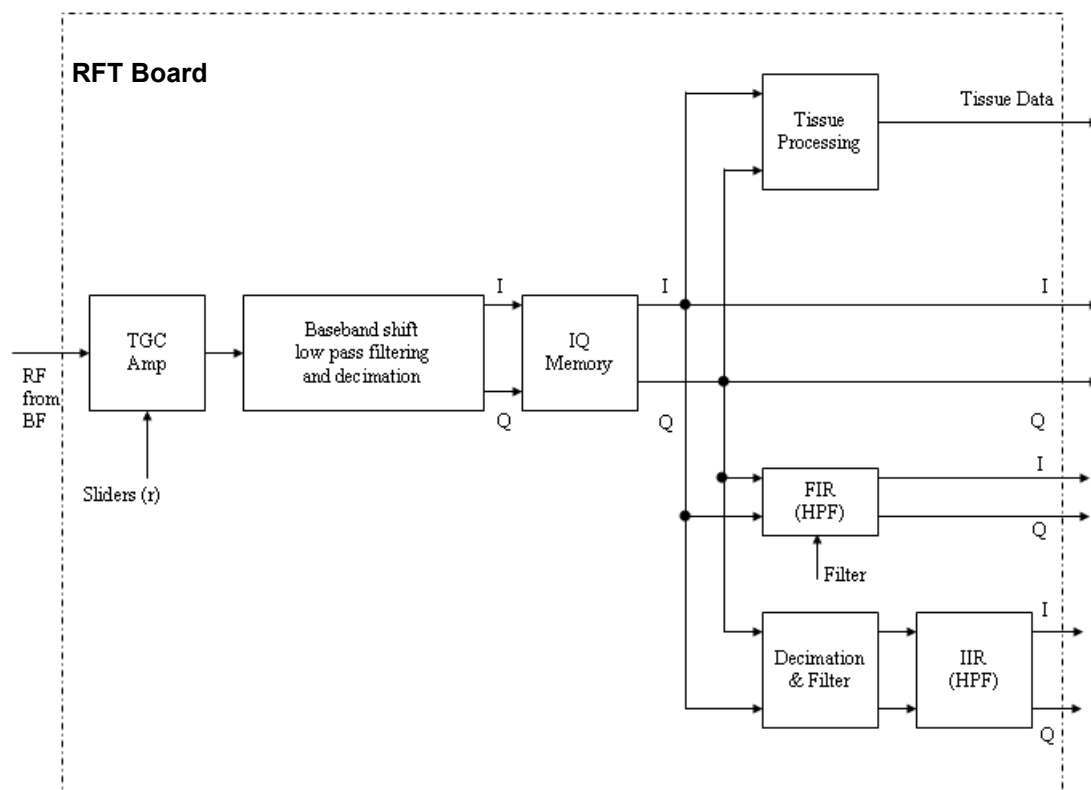 RFT Board
Tissue
Processing
Tissue Data
I
I
I
TGC
Amp
Baseband shift
low pass filtering
and decimation
IQ
Memory
RF
from
BF
Q
Q
Q
Sliders (r)
I
FIR
(HPF)
Q
Filter
I
Decimation
& Filter
IIR
(HPF)
Q